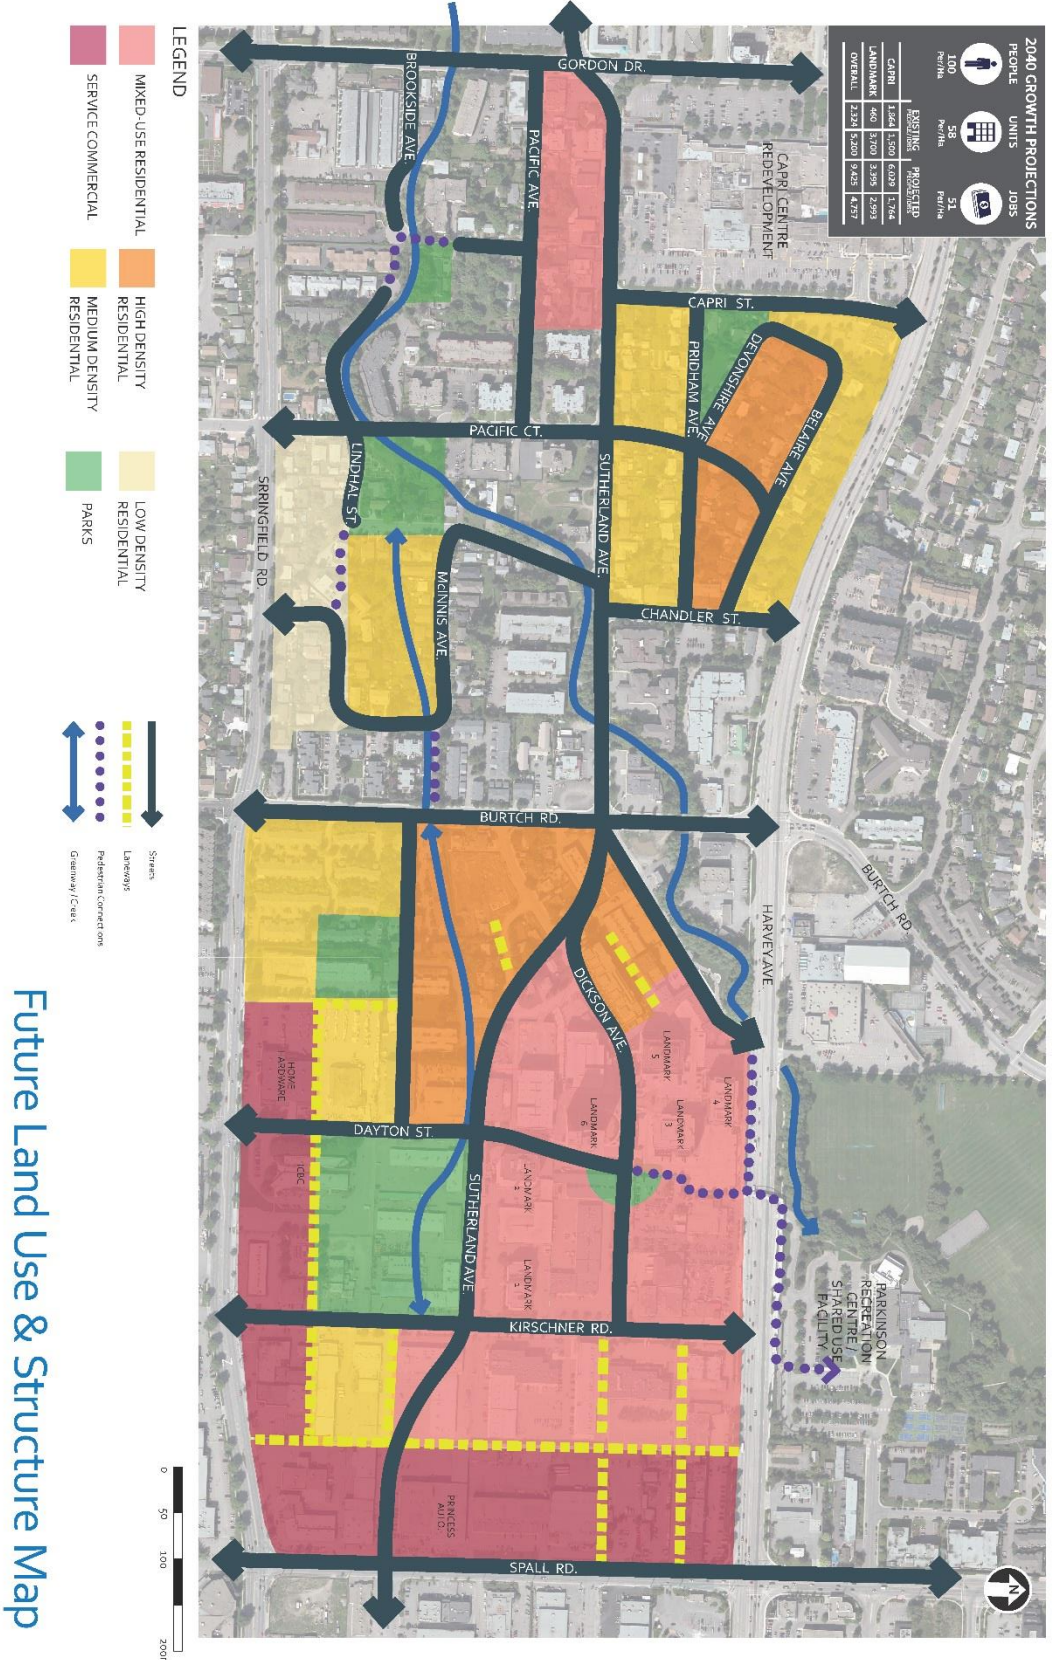 2040 GROWTH PROJECTIONS
PEOPLE
UNITS
JOBS
100
Per/Ha
58
Per/Ha
51
Per/Ha
EXISTING PROJECTED
CAPRI 1,864 1,500 6,029 1,764
LANDMARK 460 3,700 3,395 2,993
OVERALL 2,324 5,200 9,425 4,757
CAPRI CENTRE
REDEVELOPMENT
GORDON DR.
BROOKSIDE AVE.
PACIFIC AVE.
CAPRI ST.
DEVONSHIRE AVE
PRIDHAM AVE.
BELAIRE AVE
PACIFIC CT.
SUTHERLAND AVE.
LINDHAL ST.
SRRINGFIELD RD.
McINNIS AVE.
CHANDLER ST.
BURTCH RD.
BURTCH RD.
HARVEY AVE
DICKSON AVE.
LANDMARK
5
LANDMARK
4
LANDMARK
3
LANDMARK
6
HOME
ARDWARE
DAYTON ST.
ICBC
SUTHERLAND AVE
LANDMARK
LANDMARK
KIRSCHNER RD.
PARKINSON
RECREATION
CENTRE /
SHARED USE
FACILITY
PRINCESS
AUTO
SPALL RD.
N
LEGEND
MIXED-USE RESIDENTIAL
SERVICE COMMERCIAL
HIGH DENSITY
RESIDENTIAL
MEDIUM DENSITY
RESIDENTIAL
LOW DENSITY
RESIDENTIAL
PARKS
Streets
Laneways
Pedestrian Connections
Greenway / Creek
0 50 100 200m
Future Land Use & Structure Map